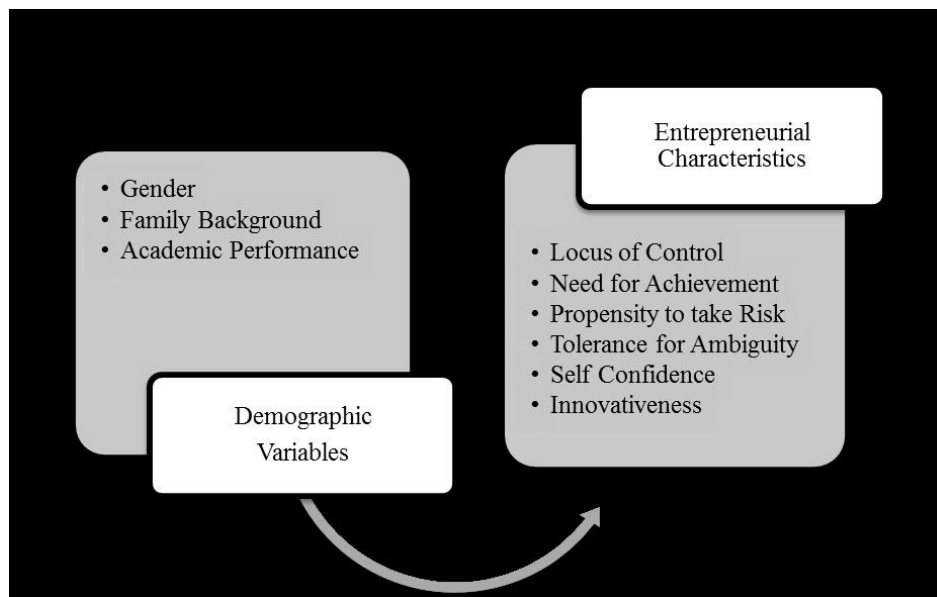 • Gender
• Family Background
• Academic Performance
Demographic
Variables
Entrepreneurial
Characteristics
• Locus of Control
• Need for Achievement
• Propensity to take Risk
• Tolerance for Ambiguity
• Self Confidence
• Innovativeness